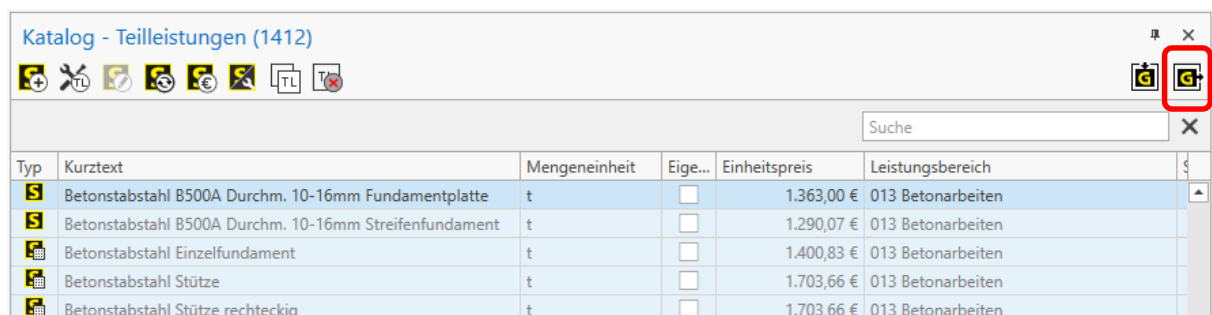 Katalog - Teilleistungen (1412)
Suche
Typ Kurztext Mengeneinheit Eige... Einheitspreis Leistungsbereich
S Betonstabstahl B500A Durchm. 10-16mm Fundamentplatte t 1.363,00 € 013 Betonarbeiten
S Betonstabstahl B500A Durchm. 10-16mm Streifenfundament t 1.290,07 € 013 Betonarbeiten
S Betonstabstahl Einzelfundament t 1.400,83 € 013 Betonarbeiten
S Betonstabstahl Stütze t 1.703,66 € 013 Betonarbeiten
S Betonstabstahl Stütze rechteckig t 1.703,66 € 013 Betonarbeiten